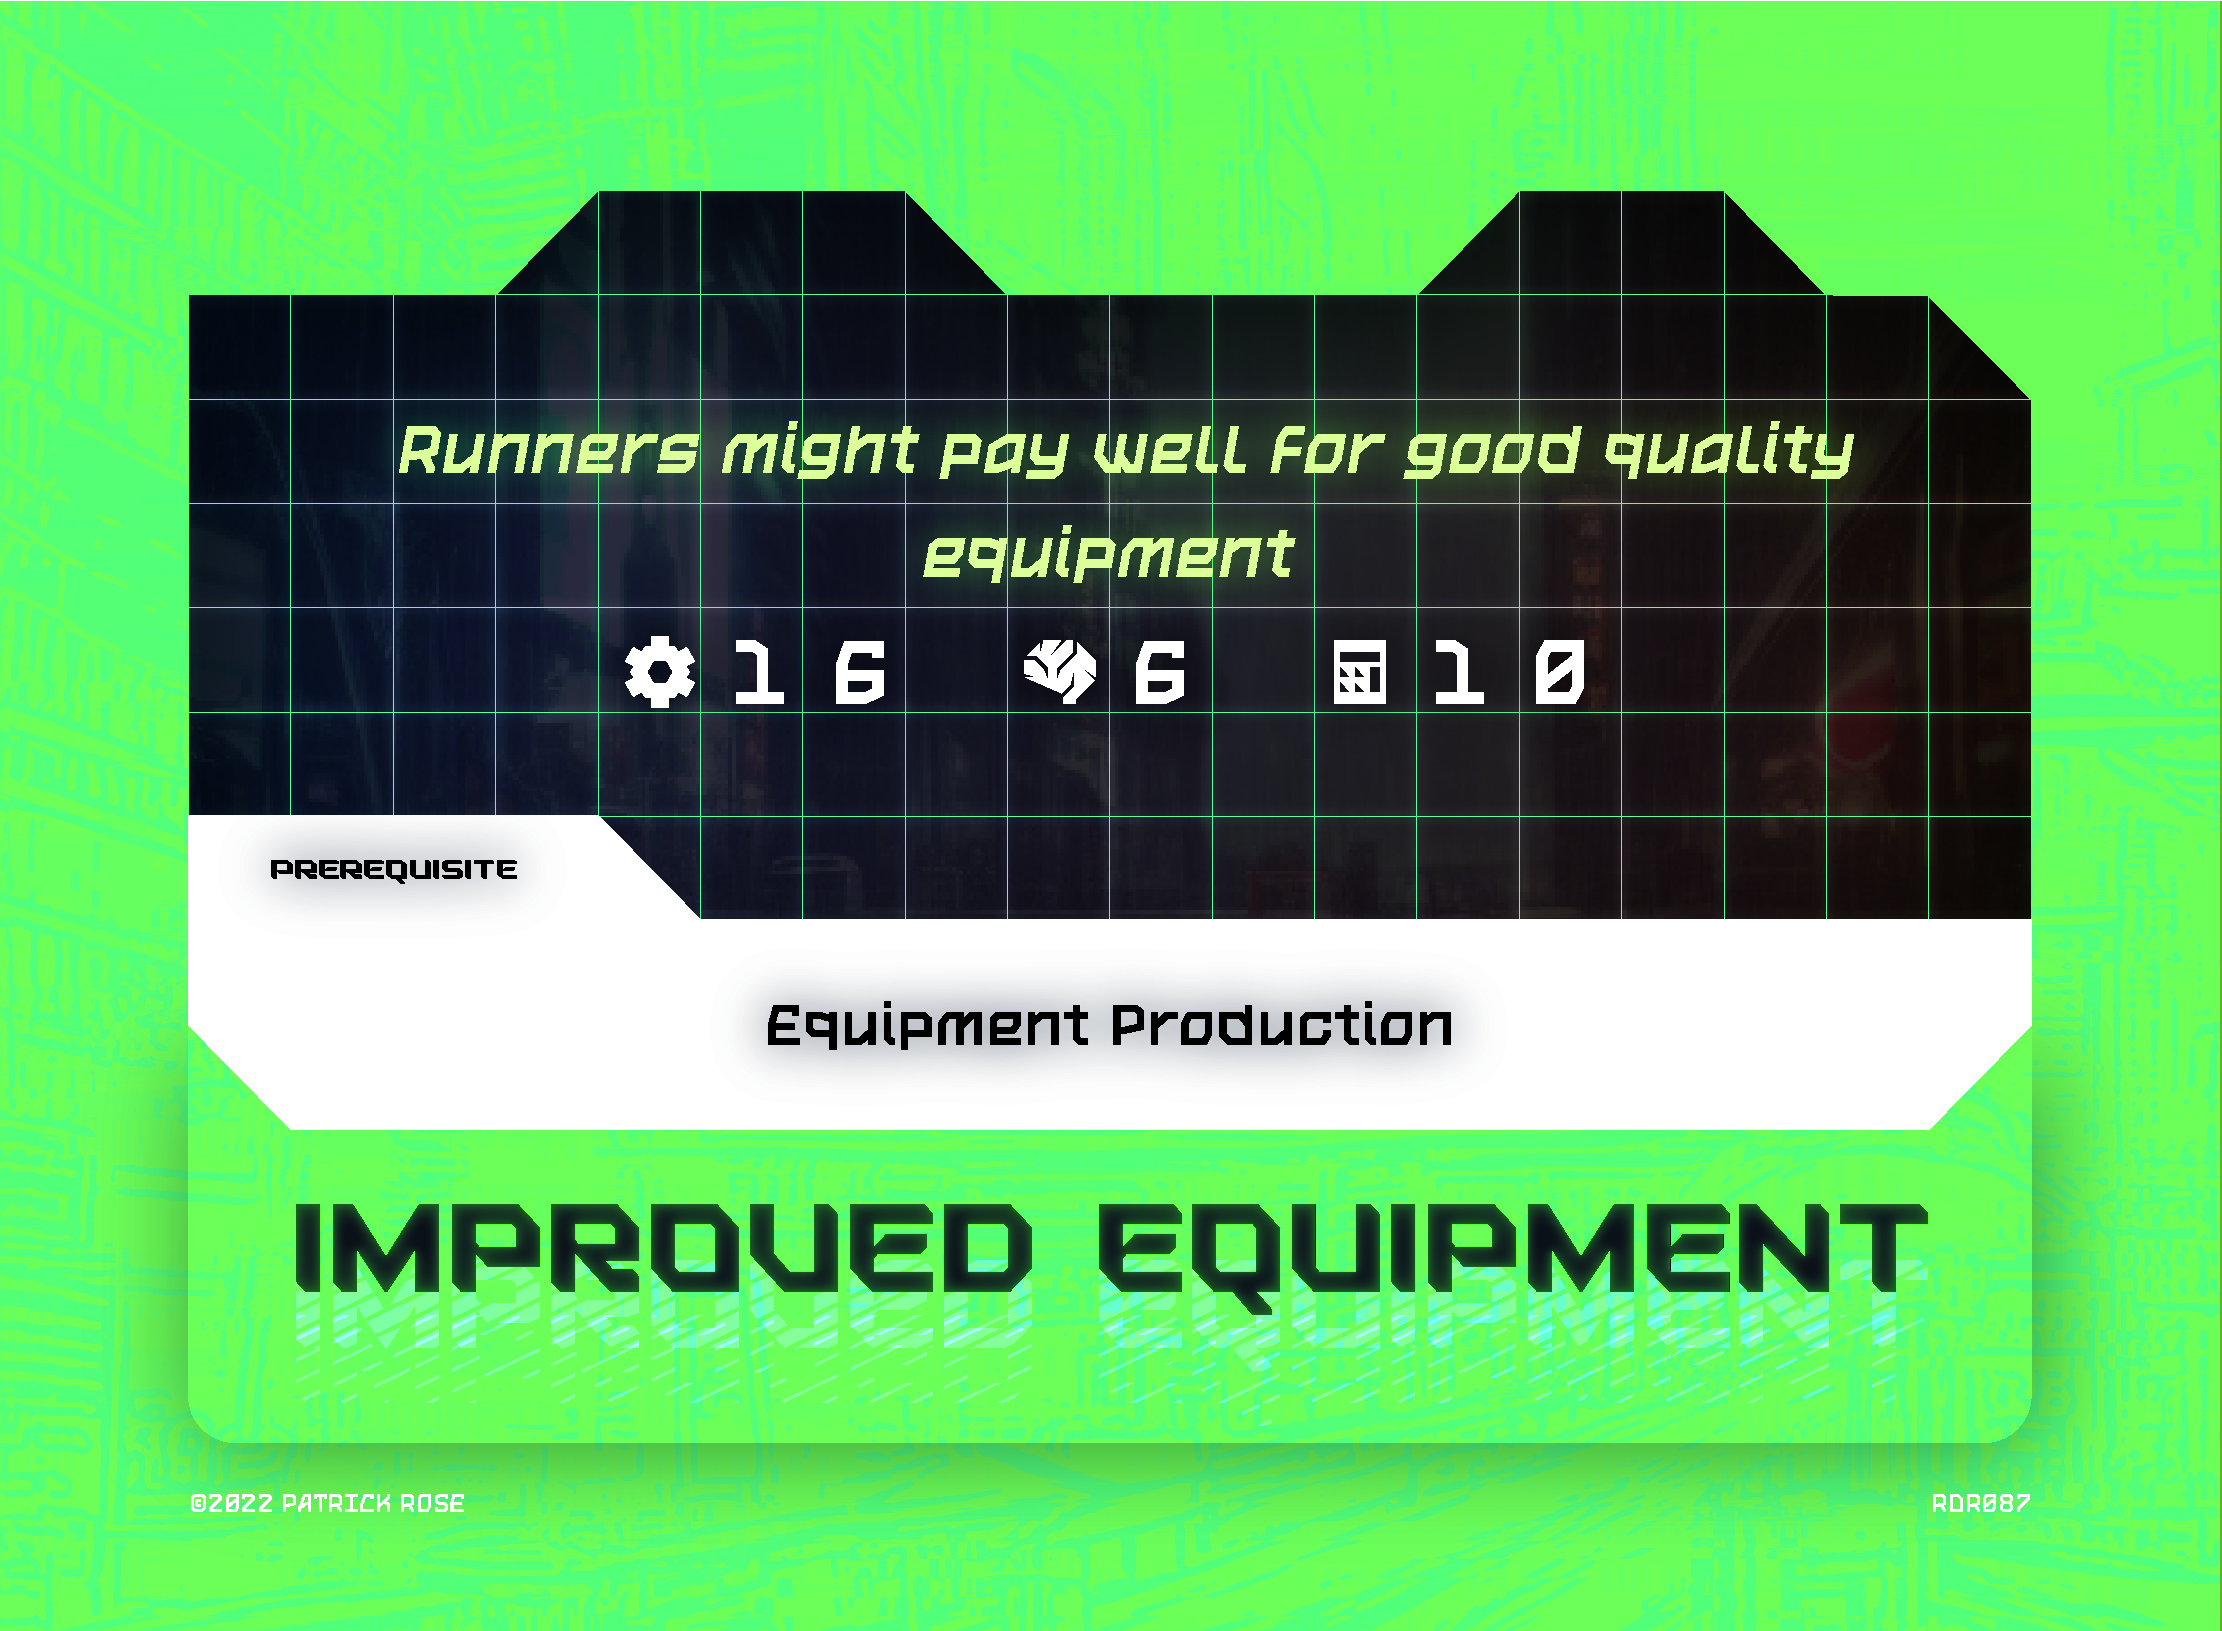 Runners might pay well for good quality
equipment
16 6 10
PREREQUISITE
Equipment Production
IMPROVED EQUIPMENT
©2022 PATRICK ROSE
RDR087